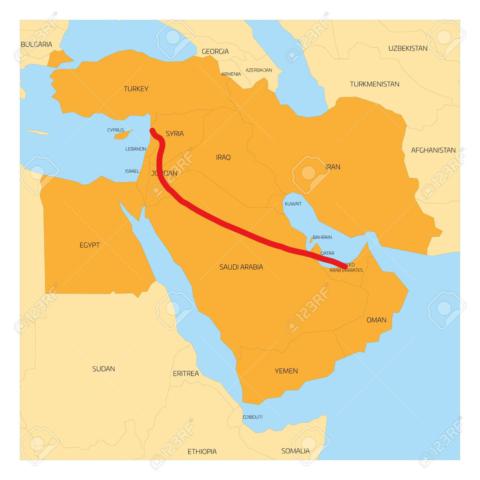 BULGARIA
GEORGIA
UZBEKISTAN
ARMENIA
AZERBAIJAN
TURKEY
TURKMENISTAN
CYPRUS
SYRIA
LEBANON
AFGHANISTAN
IRAQ
IRAN
ISRAEL
JORDAN
KUWAIT
EGYPT
BAHRAIN
QATAR
SAUDI ARABIA
ARAB EMIRATES
OMAN
SUDAN
ERITREA
YEMEN
DJIBOUTI
ETHIOPIA
SOMALIA
123RF